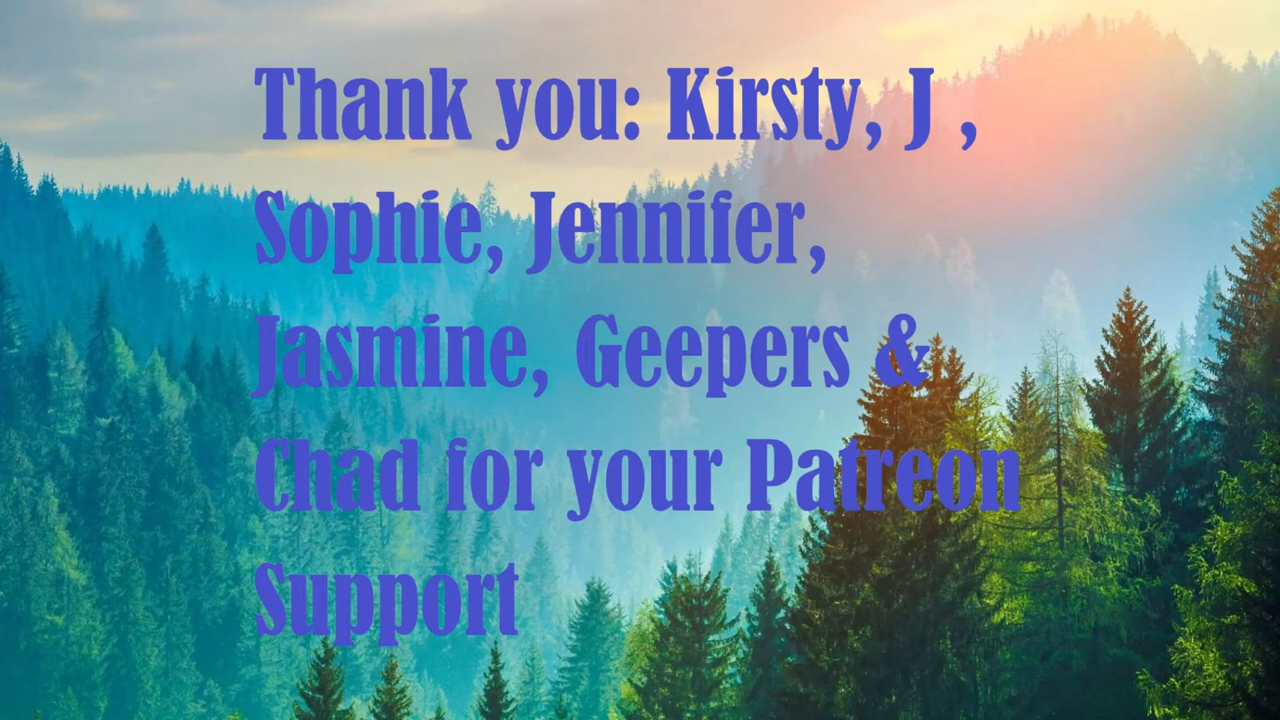 Thank you: Kirsty, J ,
Sophie, Jennifer,
Jasmine, Geepers &
Chad for your Patreon
Support